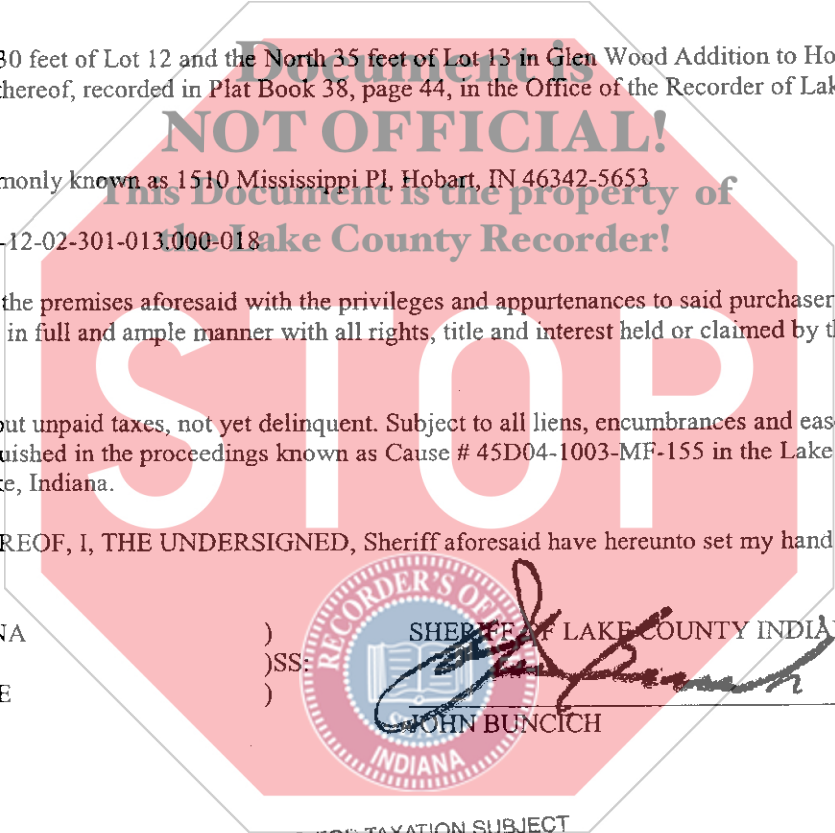 30 feet of Lot 12 and the North 35 feet of Lot 13 in Glen Wood Addition to Ho
hereof, recorded in Plat Book 38, page 44, in the Office of the Recorder of Lak
Document is
NOT OFFICIAL!
monly known as 1510 Mississippi Pl, Hobart, IN 46342-5653
This Document is the property of
-12-02-301-013.000-018
the Lake County Recorder!
the premises aforesaid with the privileges and appurtenances to said purchaser
in full and ample manner with all rights, title and interest held or claimed by th
STOP
out unpaid taxes, not yet delinquent. Subject to all liens, encumbrances and eas
uished in the proceedings known as Cause # 45D04-1003-MF-155 in the Lake
e, Indiana.
REOF, I, THE UNDERSIGNED, Sheriff aforesaid have hereunto set my hand
RECORDER'S OFFICE
NA ) SHERIFF OF LAKE COUNTY INDIA
)SS:
E )
JOHN BUNCICH
INDIANA
TAXATION SUBJECT